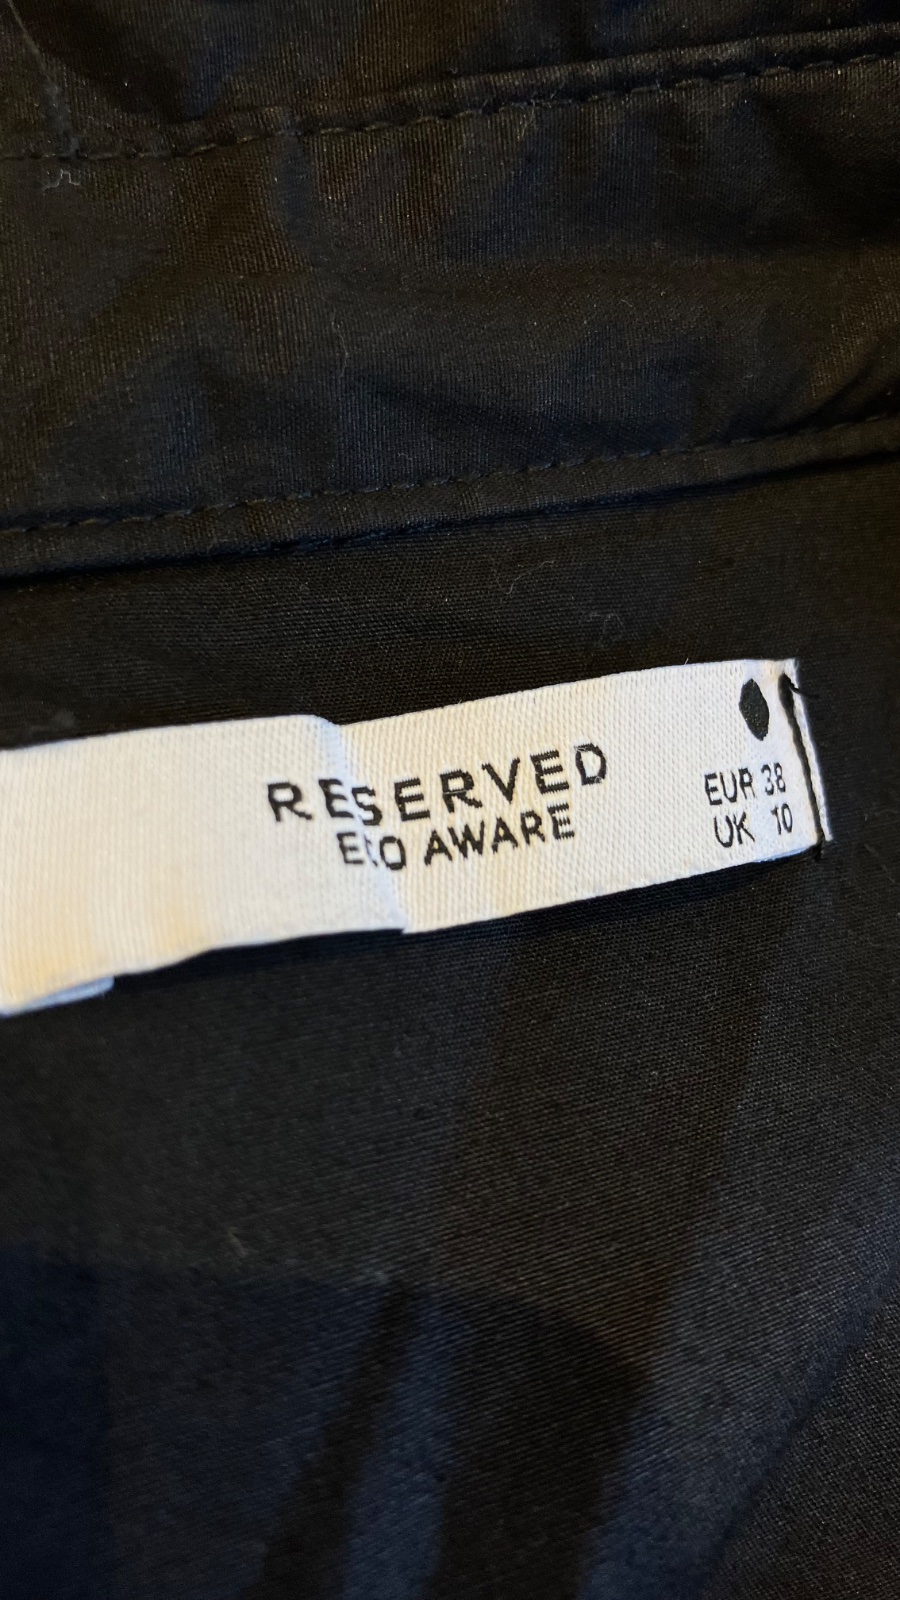 RESERVED
ECO AWARE
EUR 38
UK 10